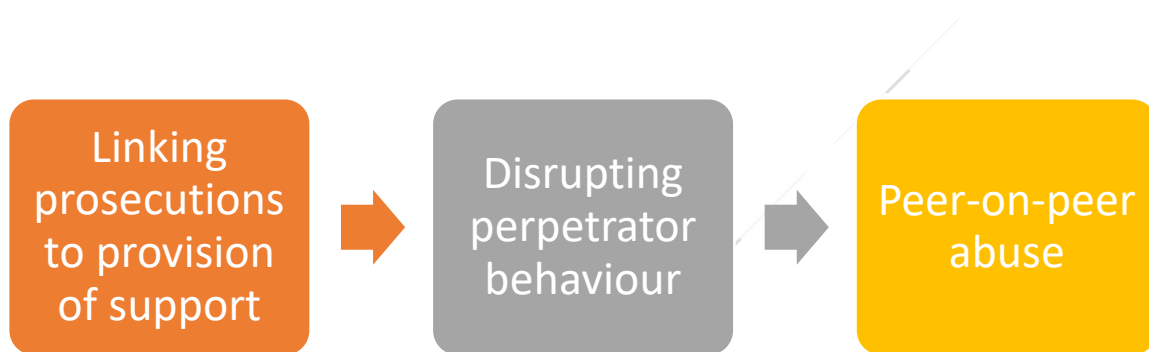 Linking
prosecutions
to provision
of support
Disrupting
perpetrator
behaviour
Peer-on-peer
abuse